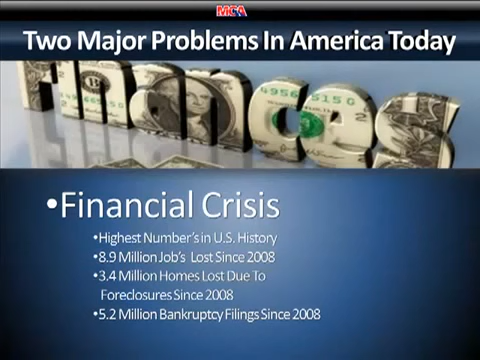 MCA
Two Major Problems In America Today
Finances
•Financial Crisis
•Highest Number's in U.S. History
•8.9 Million Job's Lost Since 2008
•3.4 Million Homes Lost Due To
Foreclosures Since 2008
•5.2 Million Bankruptcy Filings Since 2008